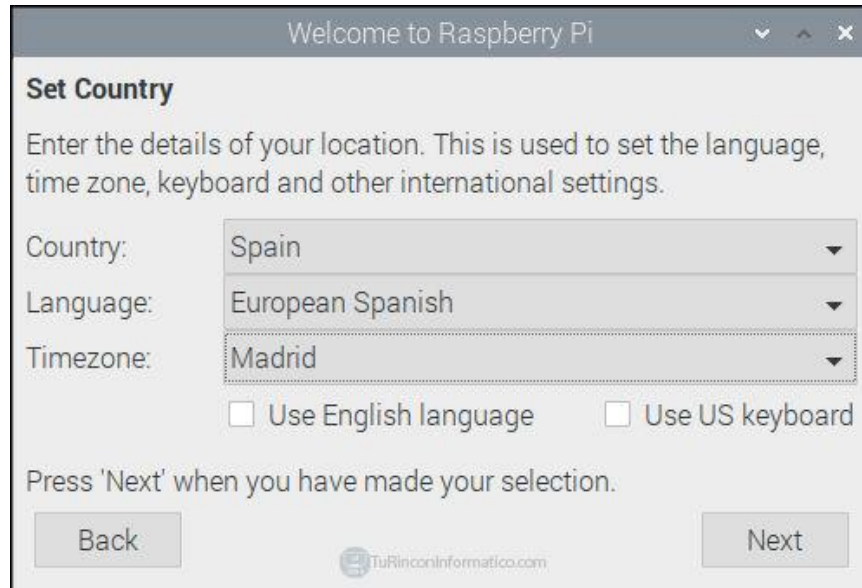 Welcome to Raspberry Pi
Set Country
Enter the details of your location. This is used to set the language,
time zone, keyboard and other international settings.
Country: Spain
Language: European Spanish
Timezone: Madrid
Use English language Use US keyboard
Press 'Next' when you have made your selection.
Back Next
TuRinconInformatico.com